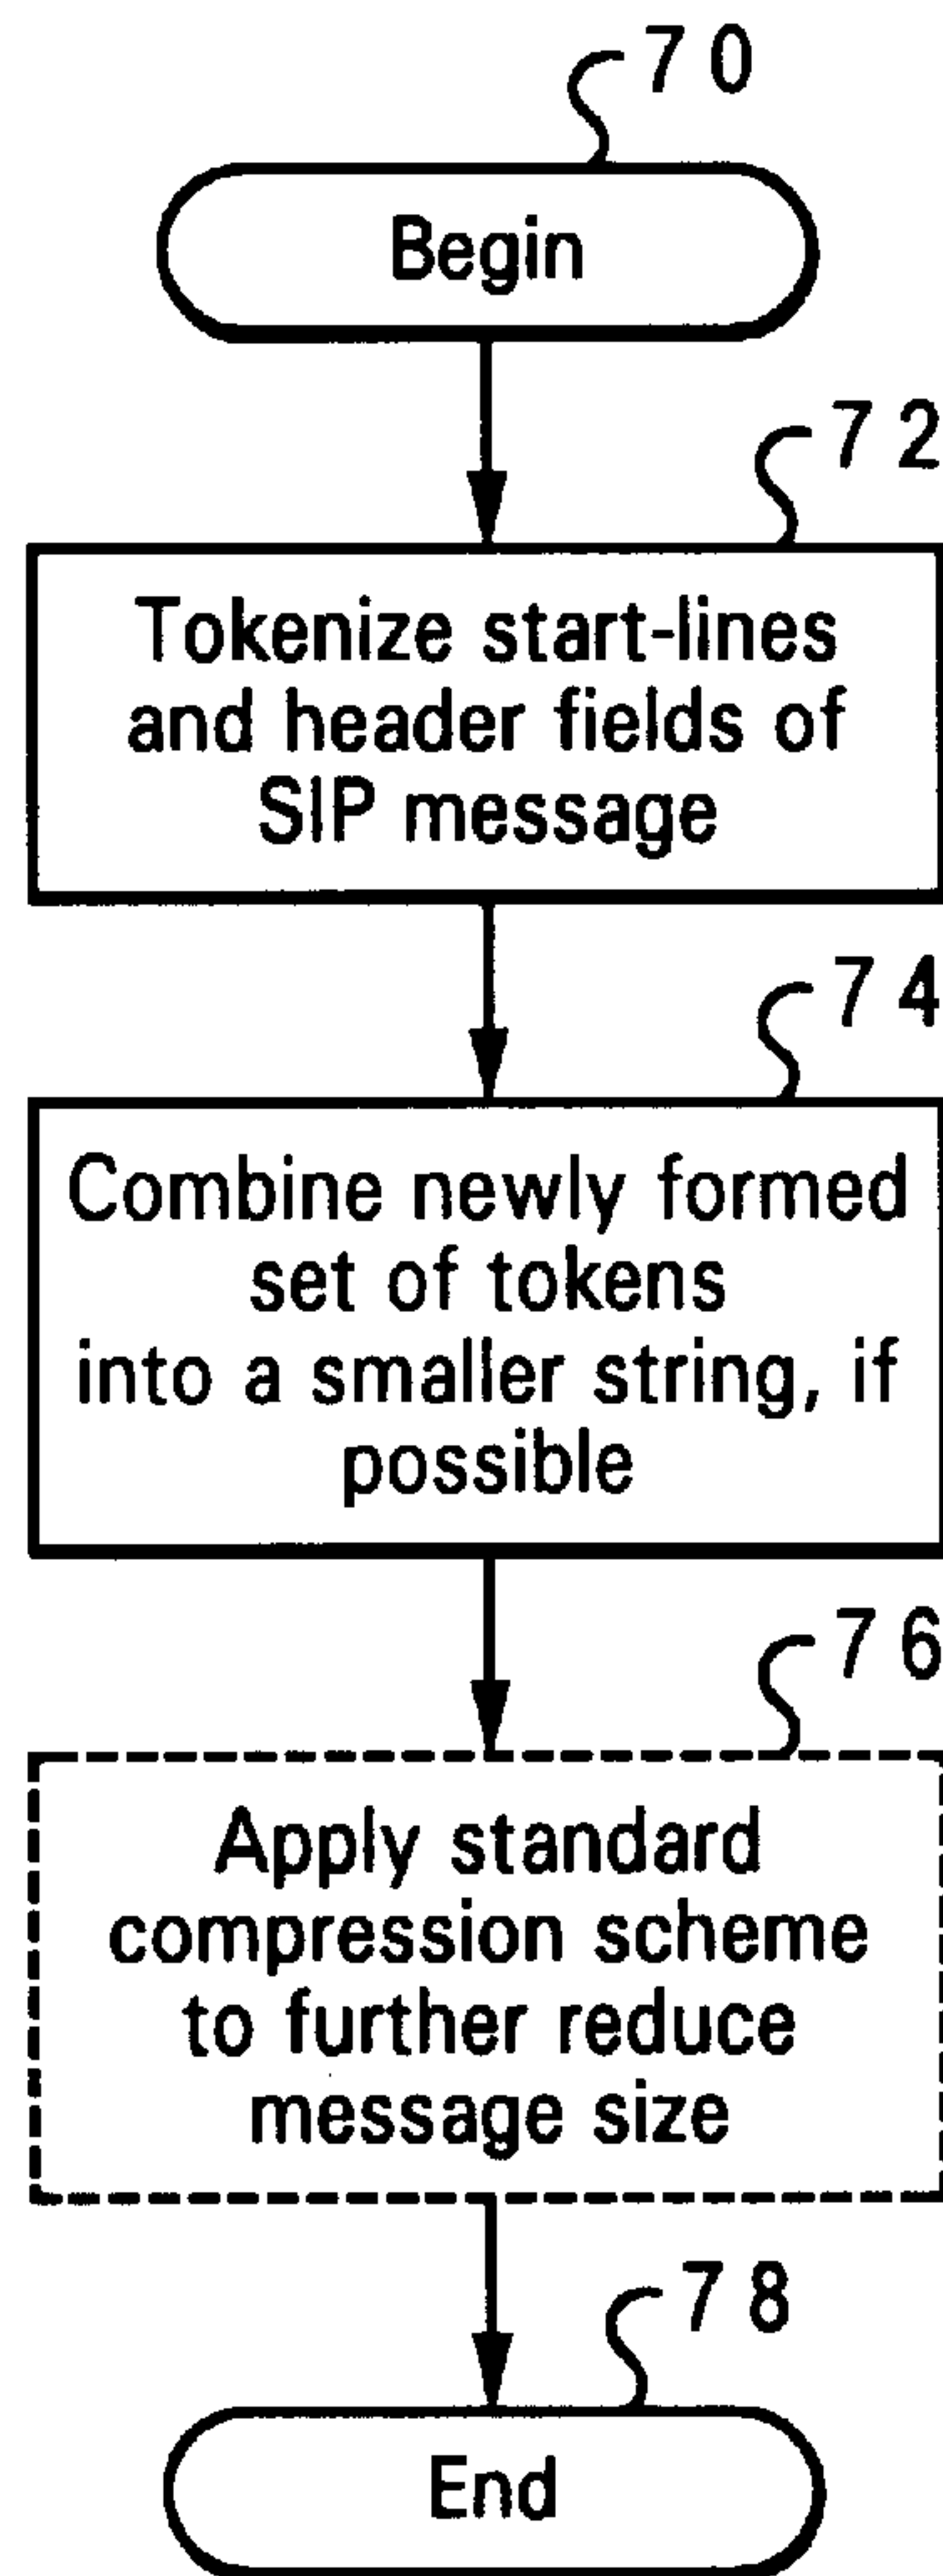 70
Begin
72
Tokenize start-lines
and header fields of
SIP message
74
Combine newly formed
set of tokens
into a smaller string, if
possible
76
Apply standard
compression scheme
to further reduce
message size
78
End